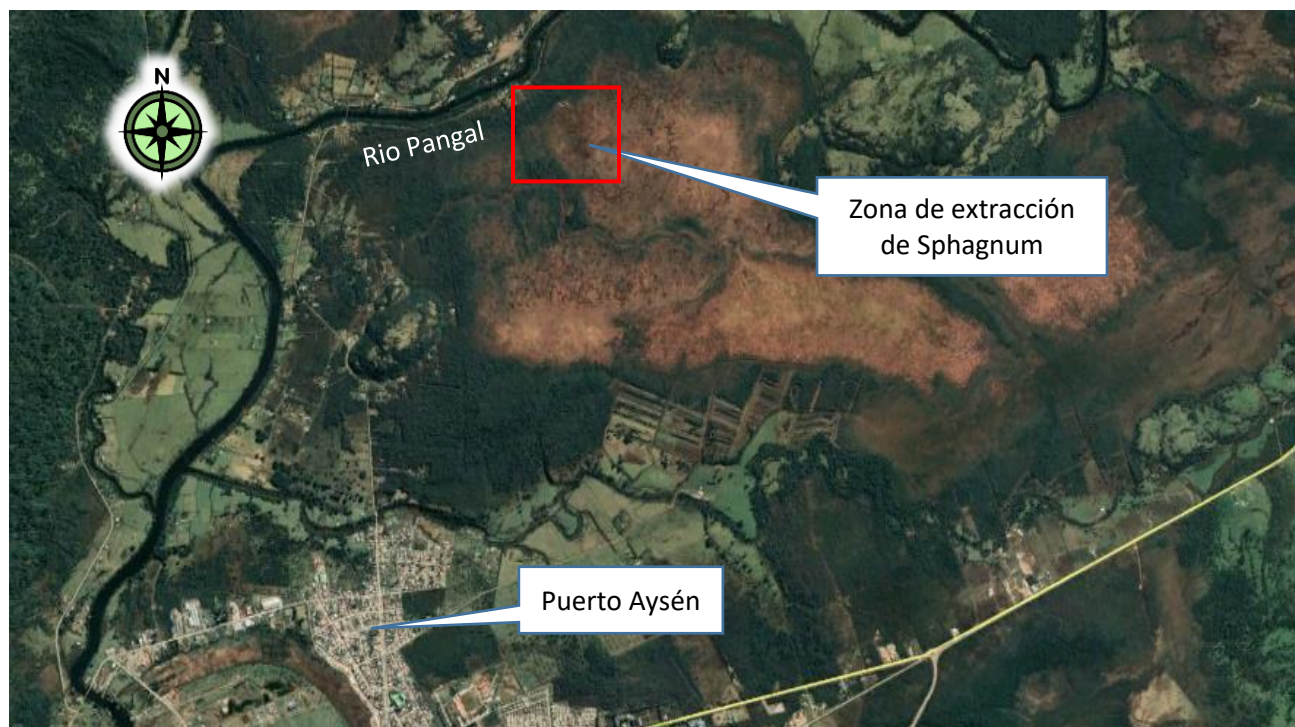 N
Rio Pangal
Zona de extracción
de Sphagnum
Puerto Aysén